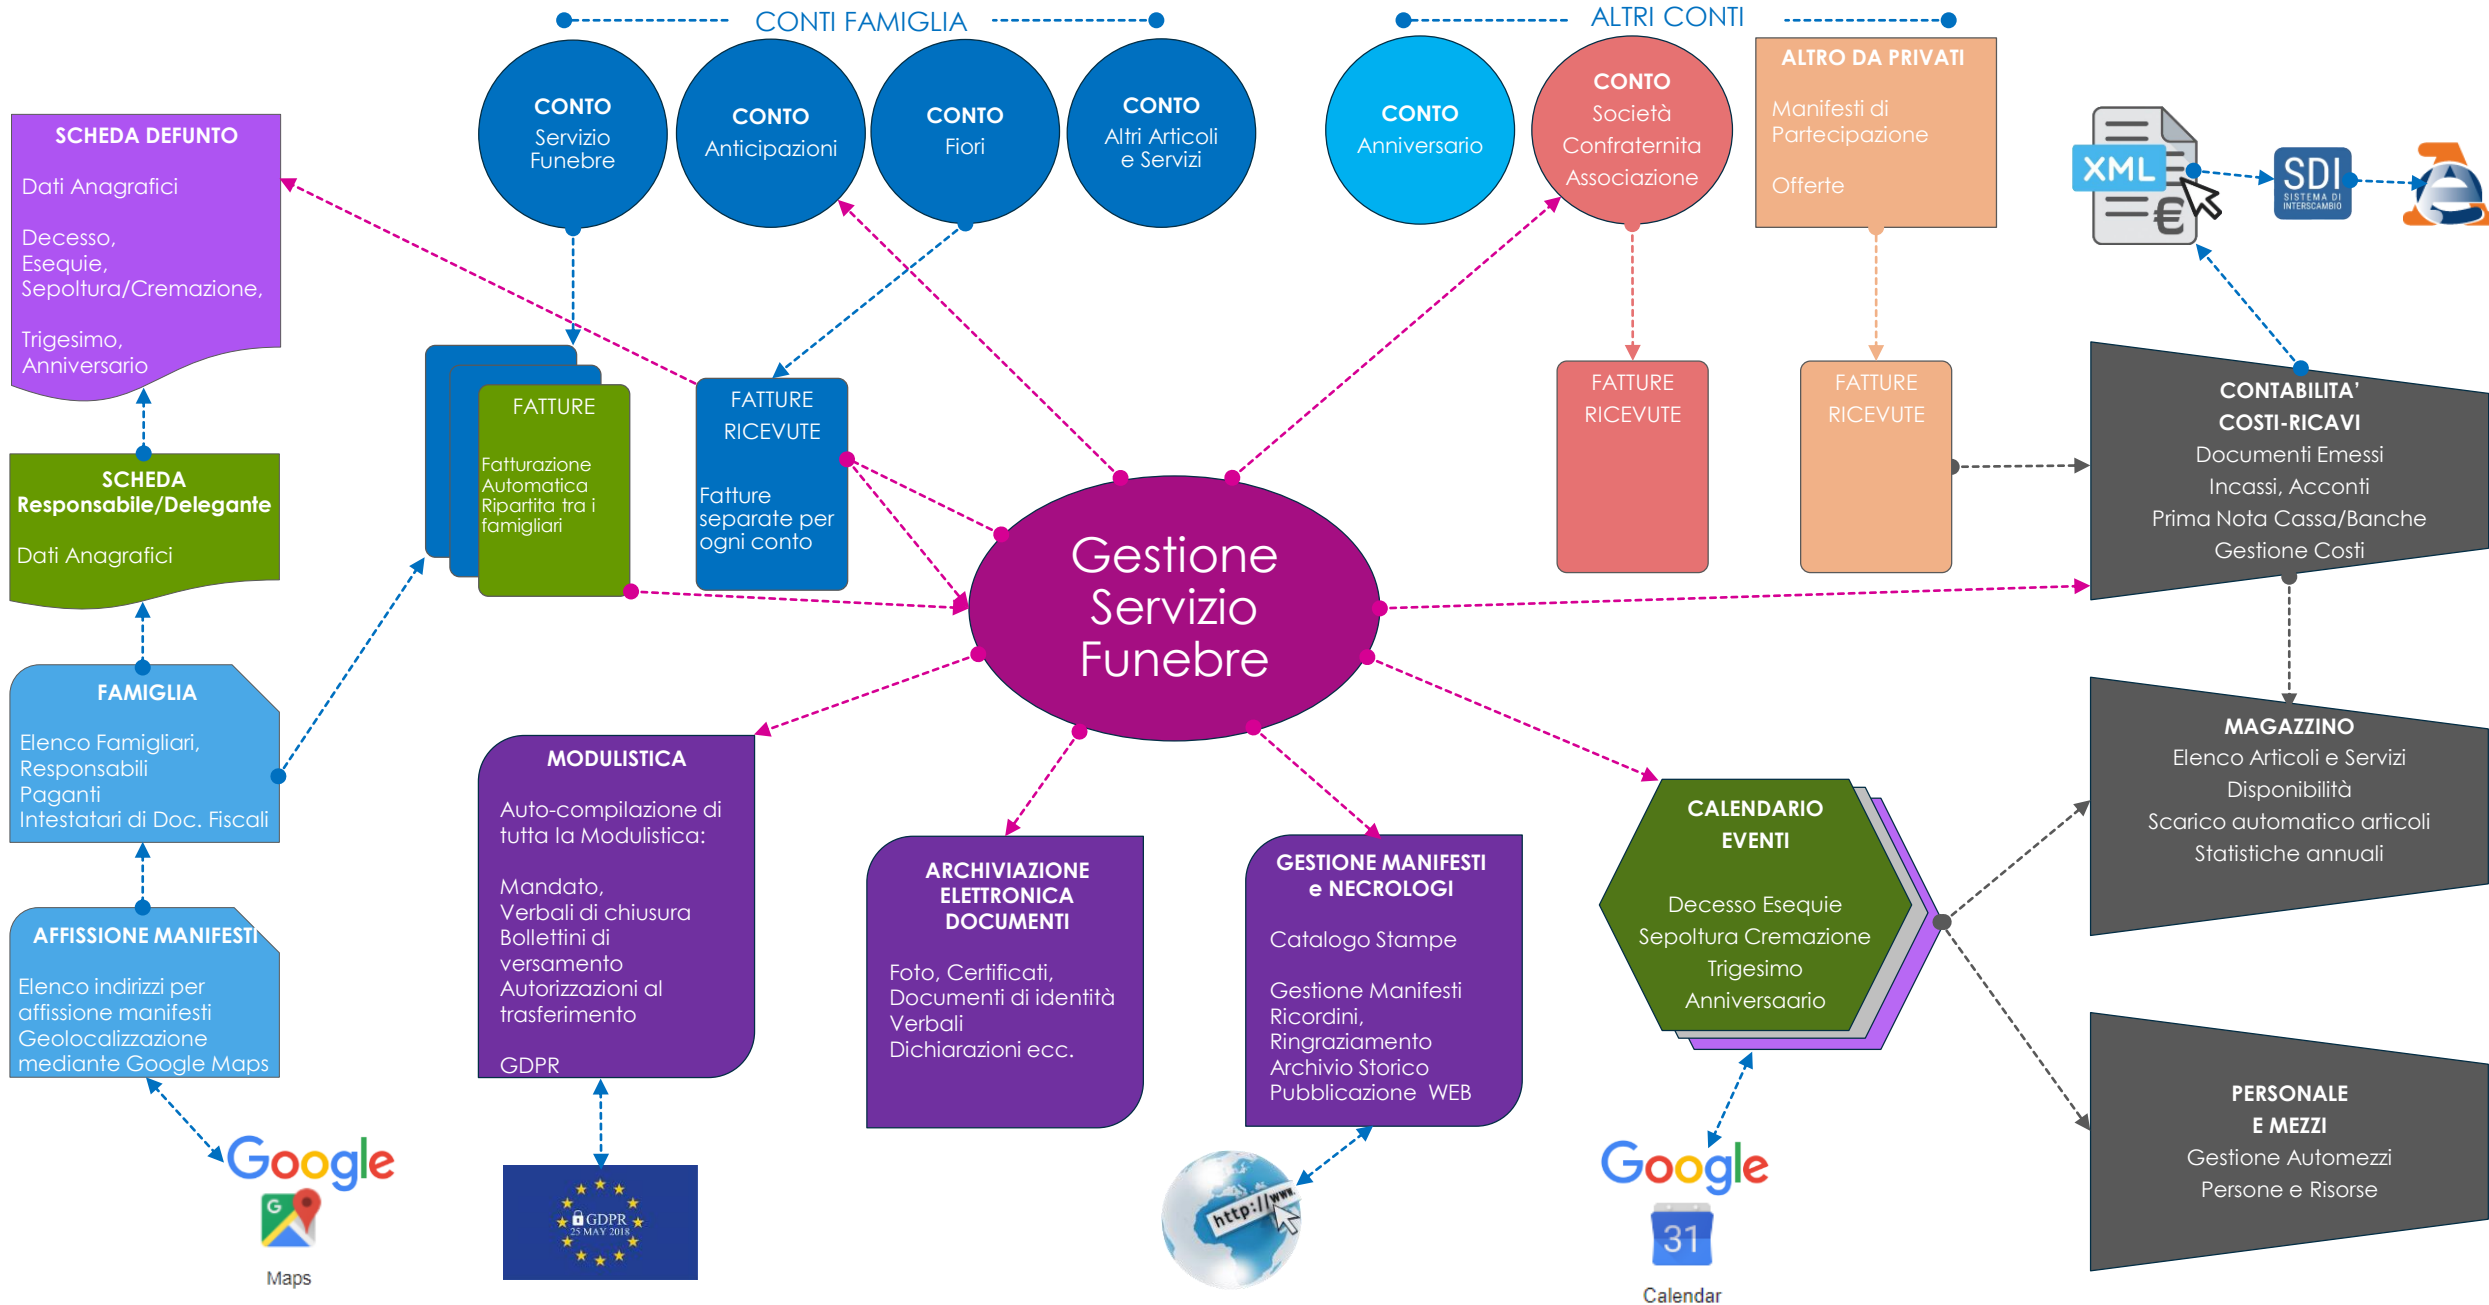 CONTI FAMIGLIA
ALTRI CONTI
CONTO
Servizio
Funebre
CONTO
Anticipazioni
CONTO
Fiori
CONTO
Altri Articoli
e Servizi
CONTO
Anniversario
CONTO
Società
Confraternita
Associazione
ALTRO DA PRIVATI
Manifesti di
Partecipazione
Offerte
XML
€
SDI
SISTEMA DI
INTERSCAMBIO
SCHEDA DEFUNTO
Dati Anagrafici
Decesso,
Esequie,
Sepoltura/Cremazione,
Trigesimo,
Anniversario
SCHEDA
Responsabile/Delegante
Dati Anagrafici
FAMIGLIA
Elenco Famigliari,
Responsabili
Paganti
Intestatari di Doc. Fiscali
AFFISSIONE MANIFESTI
Elenco indirizzi per
affissione manifesti
Geolocalizzazione
mediante Google Maps
Google
G
Maps
FATTURE
Fatturazione
Automatica
Ripartita tra i
famigliari
FATTURE
RICEVUTE
Fatture
separate per
ogni conto
FATTURE
RICEVUTE
FATTURE
RICEVUTE
Gestione
Servizio
Funebre
CONTABILITA’
COSTI-RICAVI
Documenti Emessi
Incassi, Acconti
Prima Nota Cassa/Banche
Gestione Costi
MAGAZZINO
Elenco Articoli e Servizi
Disponibilità
Scarico automatico articoli
Statistiche annuali
PERSONALE
E MEZZI
Gestione Automezzi
Persone e Risorse
MODULISTICA
Auto-compilazione di
tutta la Modulistica:
Mandato,
Verbali di chiusura
Bollettini di
versamento
Autorizzazioni al
trasferimento
GDPR
GDPR
25 MAY 2018
ARCHIVIAZIONE
ELETTRONICA
DOCUMENTI
Foto, Certificati,
Documenti di identità
Verbali
Dichiarazioni ecc.
GESTIONE MANIFESTI
e NECROLOGI
Catalogo Stampe
Gestione Manifesti
Ricordini,
Ringraziamento
Archivio Storico
Pubblicazione  WEB
http://www.
CALENDARIO
EVENTI
Decesso Esequie
Sepoltura Cremazione
Trigesimo
Anniversaario
Google
31
Calendar